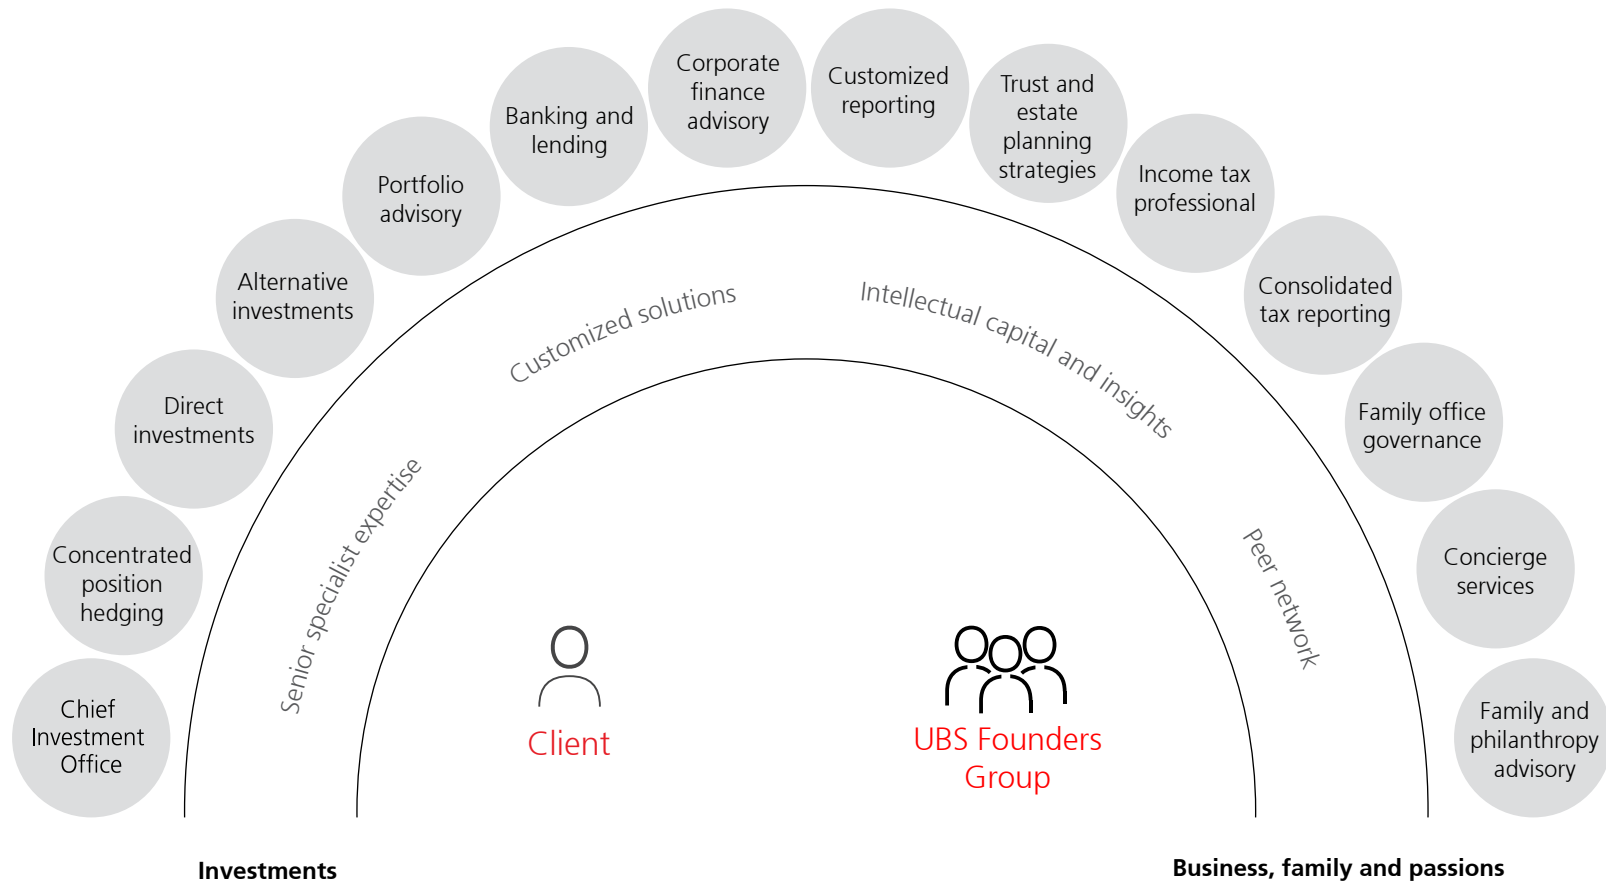 Corporate
finance
advisory
Customized
reporting
Banking and
lending
Trust and
estate
planning
strategies
Portfolio
advisory
Income tax
professional
Alternative
investments
Consolidated
tax reporting
Direct
investments
Family office
governance
Concentrated
position
hedging
Concierge
services
Chief
Investment
Office
Family and
philanthropy
advisory
Senior specialist expertise
Customized solutions
Intellectual capital and insights
Peer network
Client
UBS Founders
Group
Investments
Business, family and passions